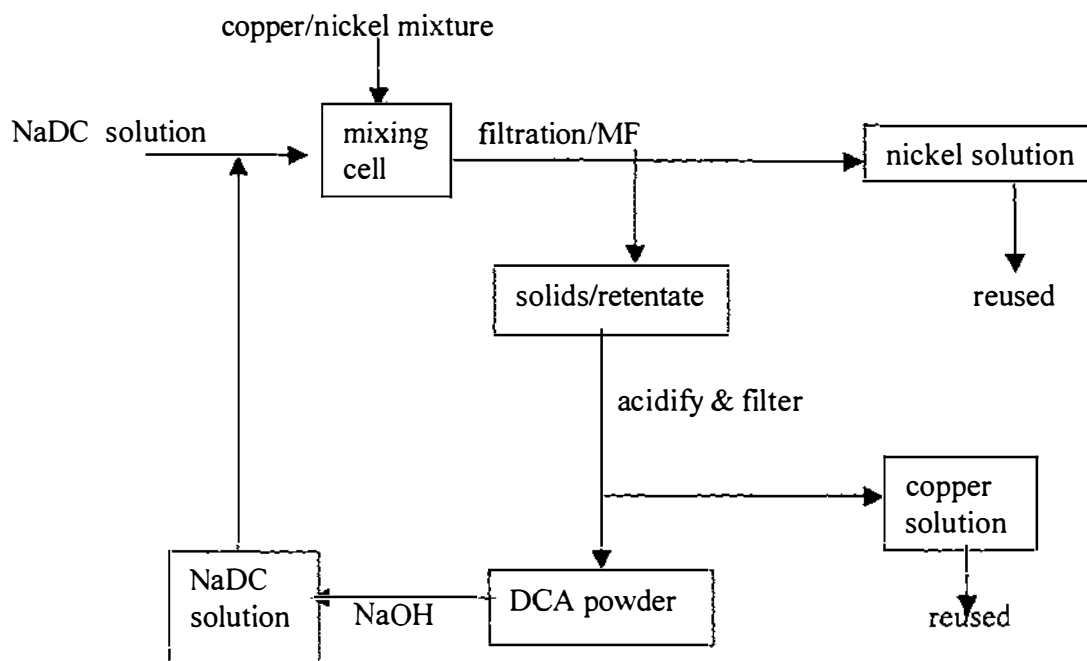 copper/nickel mixture
NaDC solution
mixing
cell
filtration/MF
nickel solution
solids/retentate
reused
acidify & filter
copper
solution
NaDC
solution
NaOH
DCA powder
reused